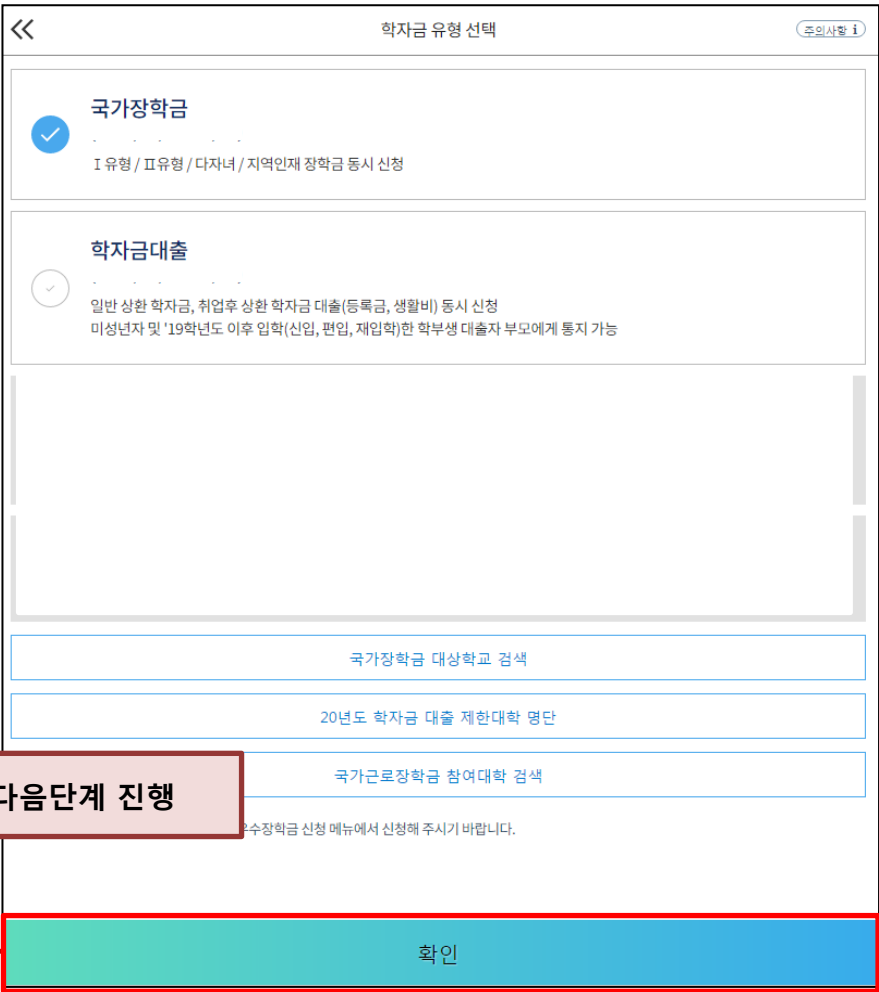 학자금 유형 선택
주의사항 i
국가장학금
Ⅰ유형 / Ⅱ유형 / 다자녀 / 지역인재 장학금 동시 신청
학자금대출
일반 상환 학자금, 취업후 상환 학자금 대출(등록금, 생활비) 동시 신청
미성년자 및 '19학년도 이후 입학(신입, 편입, 재입학)한 학부생 대출자 부모에게 통지 가능
국가장학금 대상학교 검색
20년도 학자금 대출 제한대학 명단
국가근로장학금 참여대학 검색
다음단계 진행
수장학금 신청 메뉴에서 신청해 주시기 바랍니다.
확인